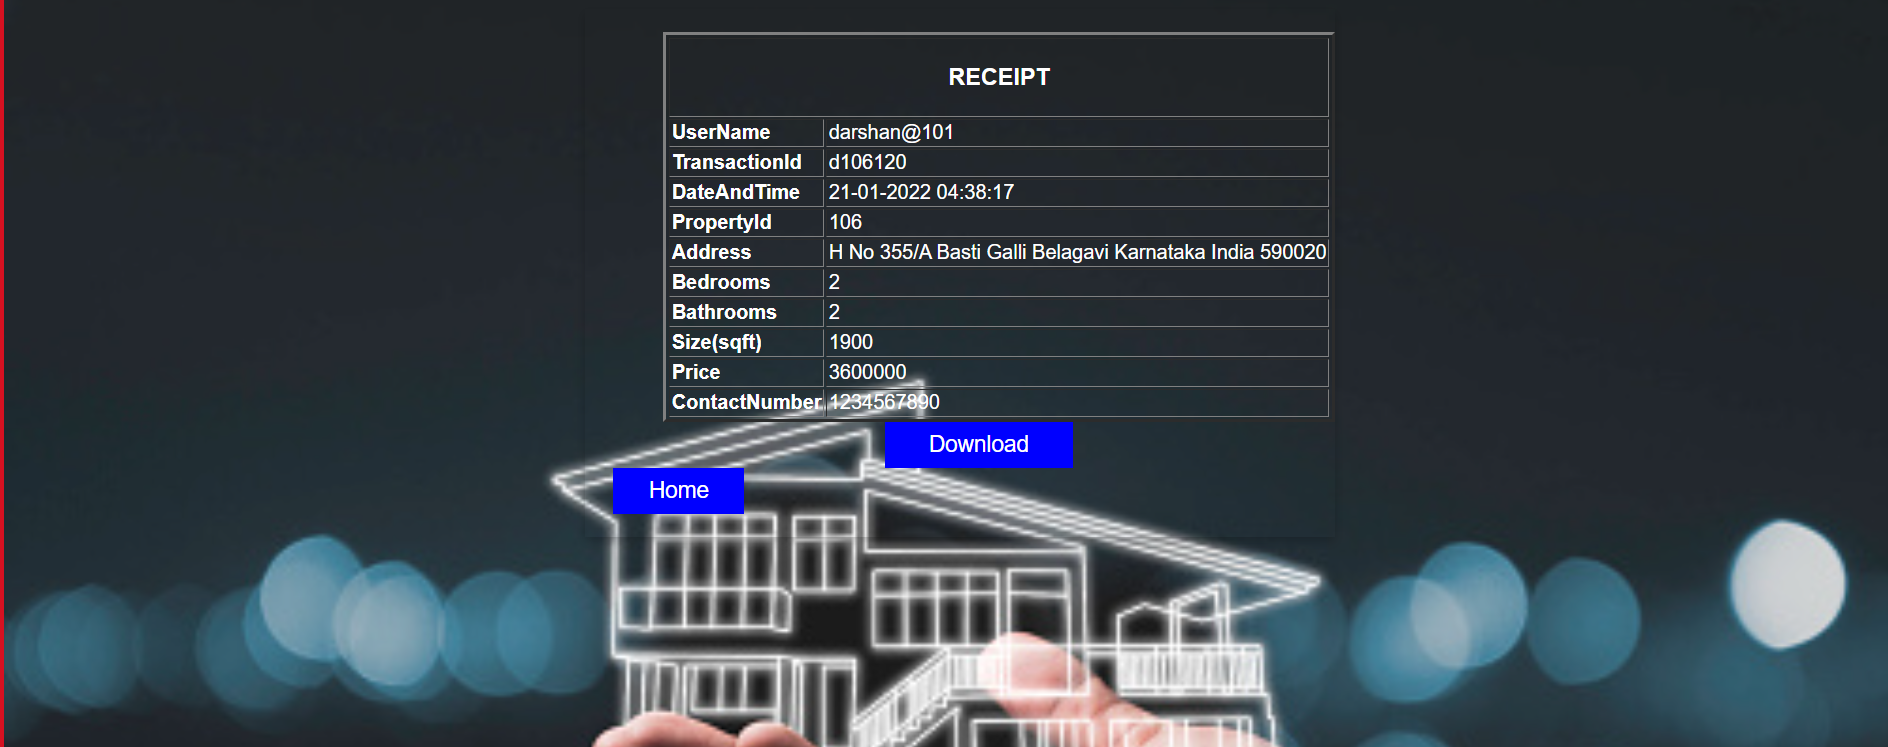 RECEIPT
UserName darshan@101
TransactionId d106120
DateAndTime 21-01-2022 04:38:17
PropertyId 106
Address H No 355/A Basti Galli Belagavi Karnataka India 590020
Bedrooms 2
Bathrooms 2
Size(sqft) 1900
Price 3600000
ContactNumber 1234567890
Download
Home